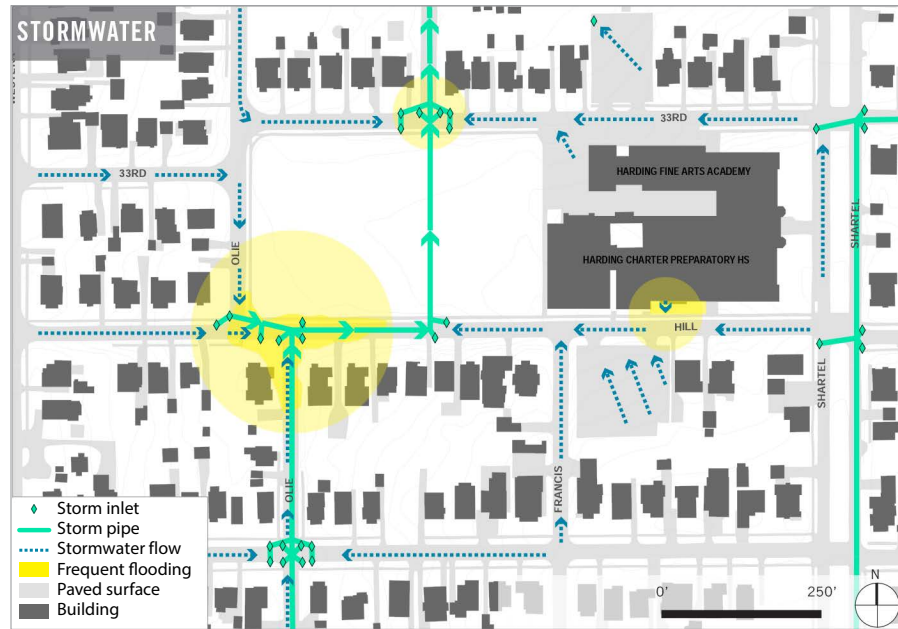 STORMWATER
33RD
HARDING FINE ARTS ACADEMY
33RD
SHARTEL
OLIE
HARDING CHARTER PREPARATORY HS
HILL
SHARTEL
FRANCIS
OLIE
Storm inlet
Storm pipe
Stormwater flow
Frequent flooding
Paved surface
Building
0'
250'
N